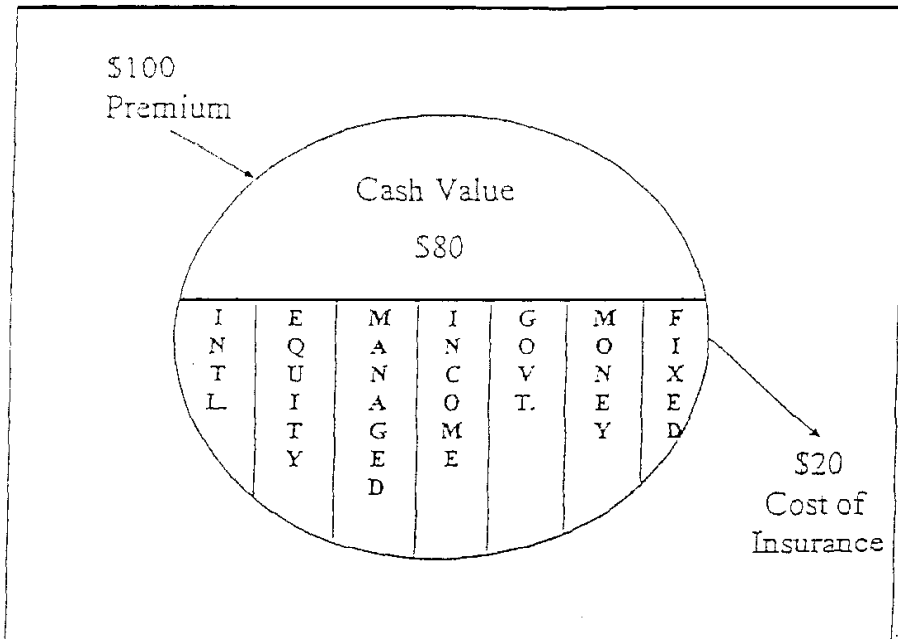 $100
Premium
Cash Value
$80
INTL.
EQUITY
MANAGED
INCOME
GOVT.
MONEY
FIXED
$20
Cost of
Insurance